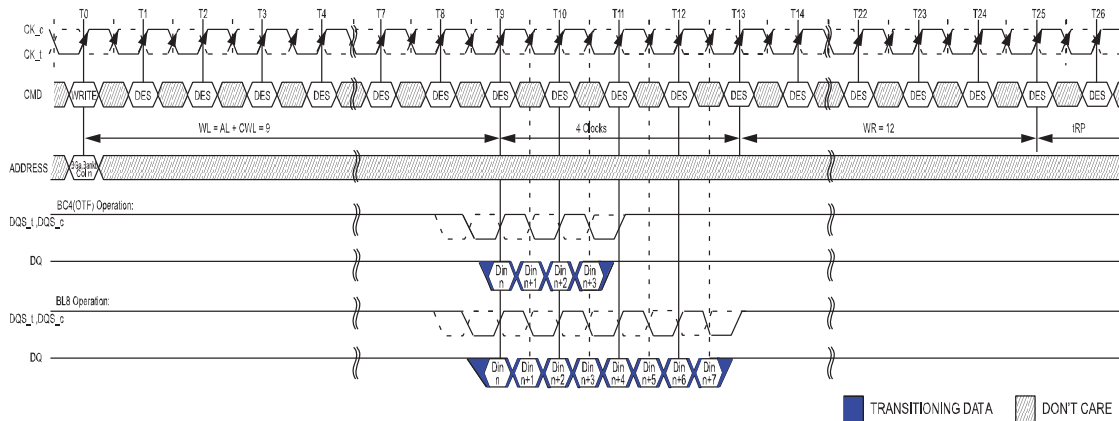 T0 T1 T2 T3 T4 T7 T8 T9 T10 T11 T12 T13 T14 T22 T23 T24 T25 T26
CK_c
CK_t
CMD WRITE DES DES DES DES DES DES DES DES DES DES DES DES DES DES DES DES DES
WL = AL + CWL = 9 4 Clocks WR = 12 tRP
ADDRESS
Col n
BC4(OTF) Operation:
DQS_t ,DQS_c
DQ Din n Din n+1 Din n+2 Din n+3
BL8 Operation:
DQS_t ,DQS_c
DQ Din n Din n+1 Din n+2 Din n+3 Din n+4 Din n+5 Din n+6 Din n+7
TRANSITIONING DATA DON'T CARE